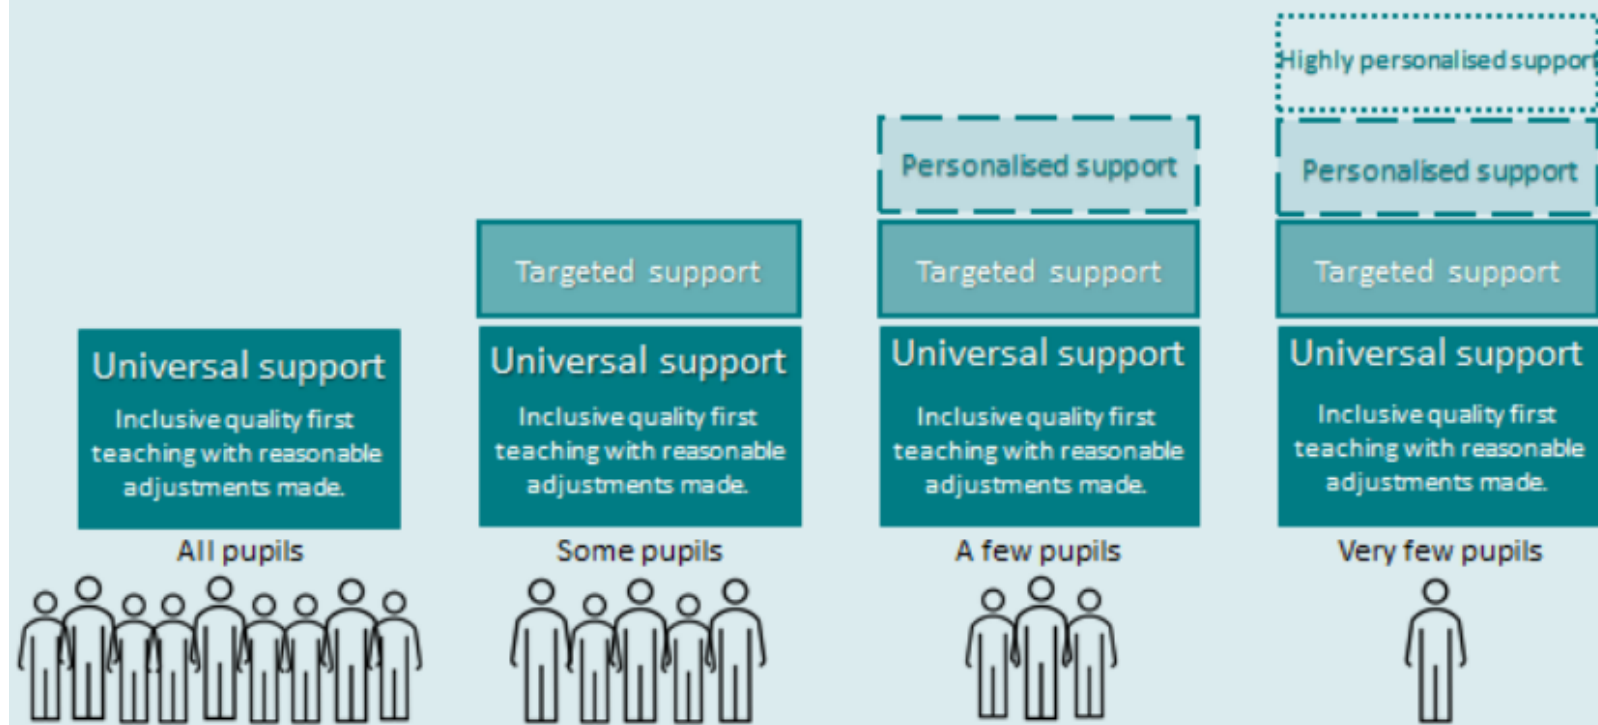 Universal support
Inclusive quality first
teaching with reasonable
adjustments made.
All pupils
Targeted support
Universal support
Inclusive quality first
teaching with reasonable
adjustments made.
Some pupils
Personalised support
Targeted support
Universal support
Inclusive quality first
teaching with reasonable
adjustments made.
A few pupils
Highly personalised support
Personalised support
Targeted support
Universal support
Inclusive quality first
teaching with reasonable
adjustments made.
Very few pupils